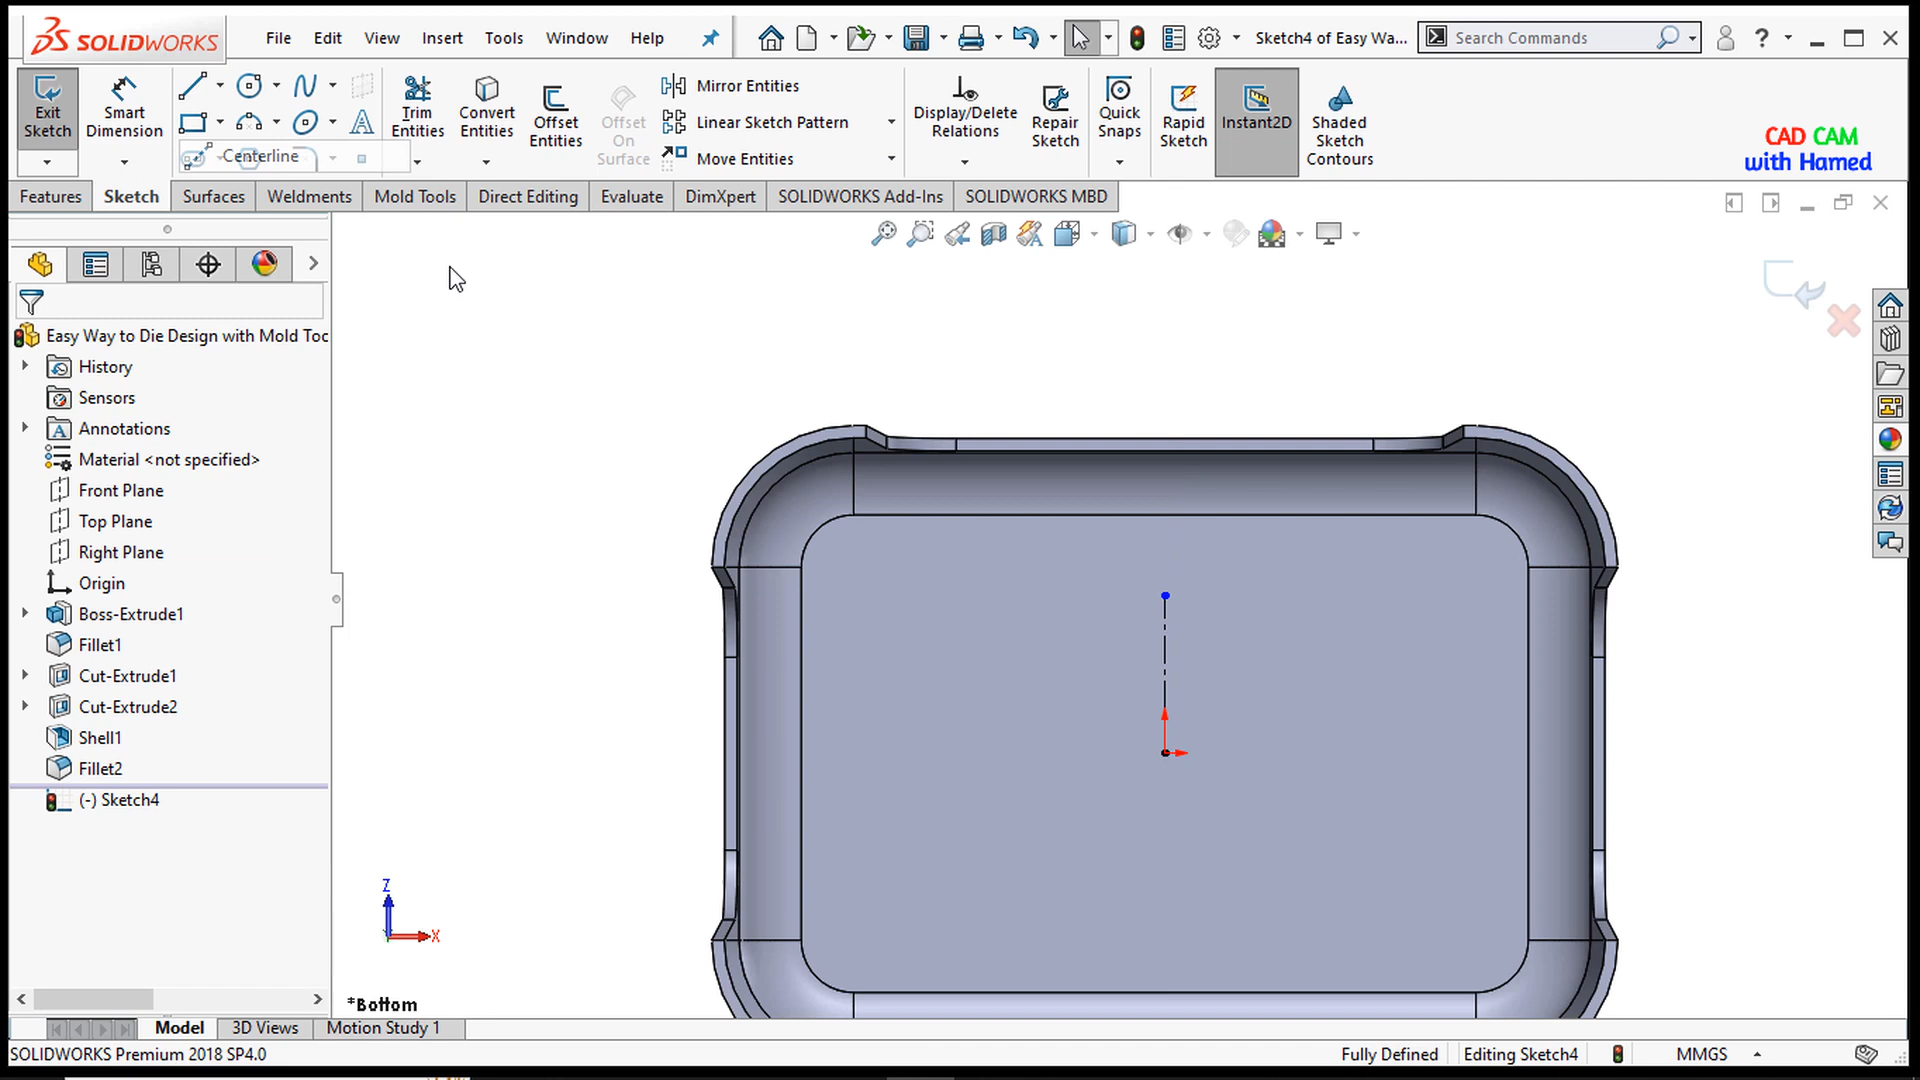 SOLIDWORKS
File Edit View Insert Tools Window Help
Sketch4 of Easy Wa...
Search Commands
?
Exit Sketch
Smart Dimension
Centerline
Trim Entities
Convert Entities
Offset Entities
Offset On Surface
Mirror Entities
Linear Sketch Pattern
Move Entities
Display/Delete Relations
Repair Sketch
Quick Snaps
Rapid Sketch
Instant2D
Shaded Sketch Contours
CAD CAM
with Hamed
Features Sketch Surfaces Weldments Mold Tools Direct Editing Evaluate DimXpert SOLIDWORKS Add-Ins SOLIDWORKS MBD
Easy Way to Die Design with Mold Toc
History
Sensors
Annotations
Material <not specified>
Front Plane
Top Plane
Right Plane
Origin
Boss-Extrude1
Fillet1
Cut-Extrude1
Cut-Extrude2
Shell1
Fillet2
(-) Sketch4
Z
X
*Bottom
Model 3D Views Motion Study 1
SOLIDWORKS Premium 2018 SP4.0
Fully Defined Editing Sketch4 MMGS